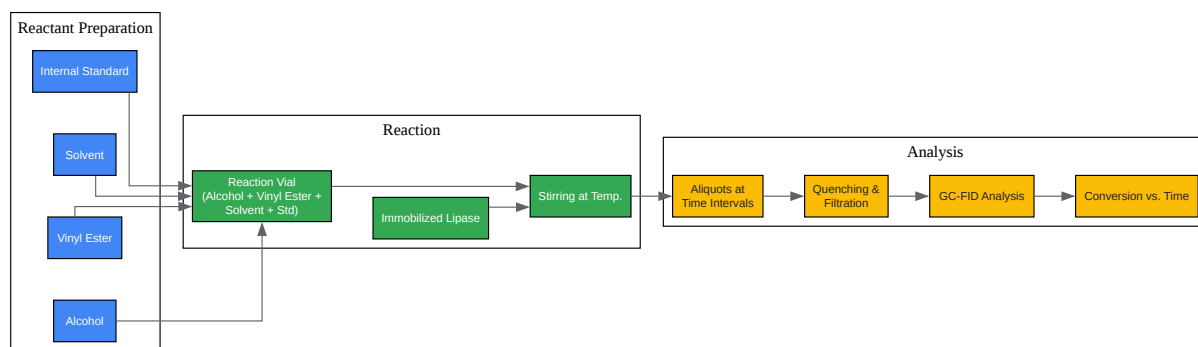 Reactant Preparation
Internal Standard
Solvent
Vinyl Ester
Alcohol
Reaction
Reaction Vial
(Alcohol + Vinyl Ester +
Solvent + Std)
Immobilized Lipase
Stirring at Temp.
Analysis
Aliquots at
Time Intervals
Quenching &
Filtration
GC-FID Analysis
Conversion vs. Time